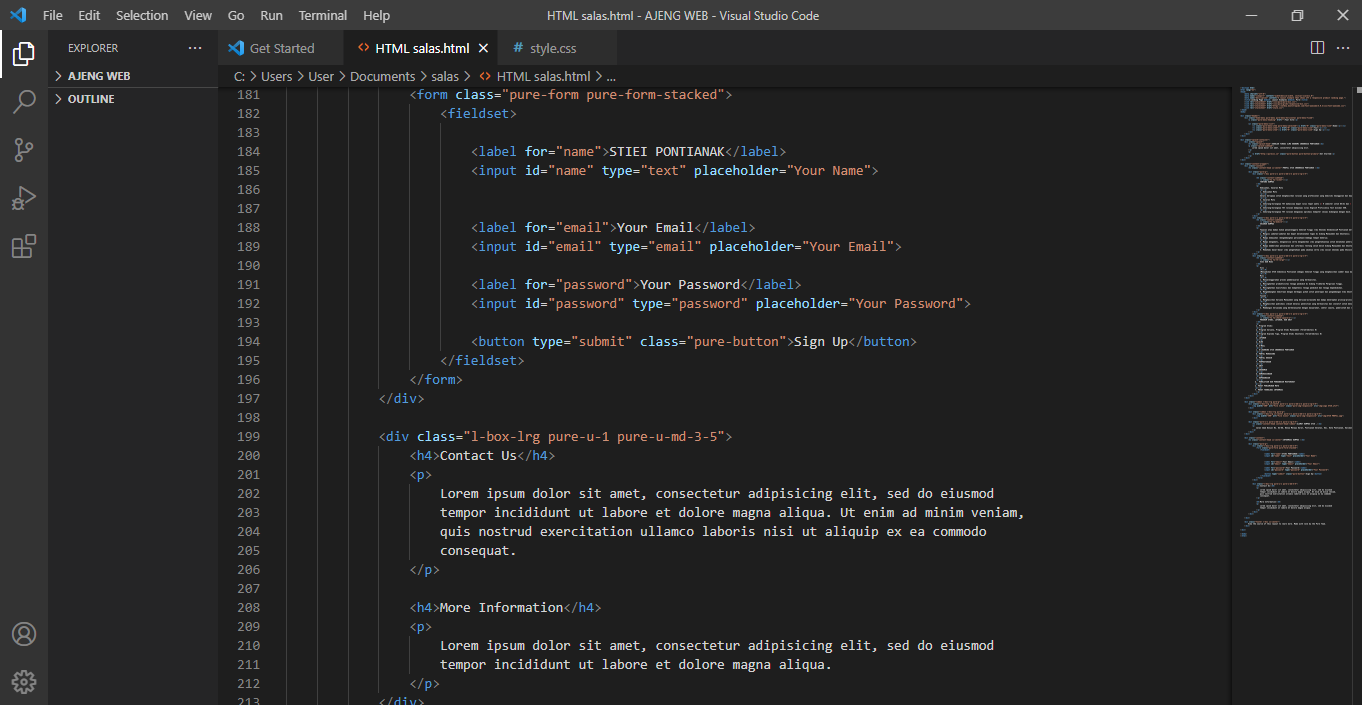 File Edit Selection View Go Run Terminal Help
HTML salas.html - AJENG WEB - Visual Studio Code
EXPLORER ...
AJENG WEB
OUTLINE
Get Started
<> HTML salas.html
# style.css
C: > Users > User > Documents > salas > <> HTML salas.html > ...
181 <form class="pure-form pure-form-stacked">
182 <fieldset>
183
184 <label for="name">STIEI PONTIANAK</label>
185 <input id="name" type="text" placeholder="Your Name">
186
187
188 <label for="email">Your Email</label>
189 <input id="email" type="email" placeholder="Your Email">
190
191 <label for="password">Your Password</label>
192 <input id="password" type="password" placeholder="Your Password">
193
194 <button type="submit" class="pure-button">Sign Up</button>
195 </fieldset>
196 </form>
197 </div>
198
199 <div class="l-box-lrg pure-u-1 pure-u-md-3-5">
200 <h4>Contact Us</h4>
201 <p>
202 Lorem ipsum dolor sit amet, consectetur adipisicing elit, sed do eiusmod
203 tempor incididunt ut labore et dolore magna aliqua. Ut enim ad minim veniam,
204 quis nostrud exercitation ullamco laboris nisi ut aliquip ex ea commodo
205 consequat.
206 </p>
207
208 <h4>More Information</h4>
209 <p>
210 Lorem ipsum dolor sit amet, consectetur adipisicing elit, sed do eiusmod
211 tempor incididunt ut labore et dolore magna aliqua.
212 </p>
213 </div>